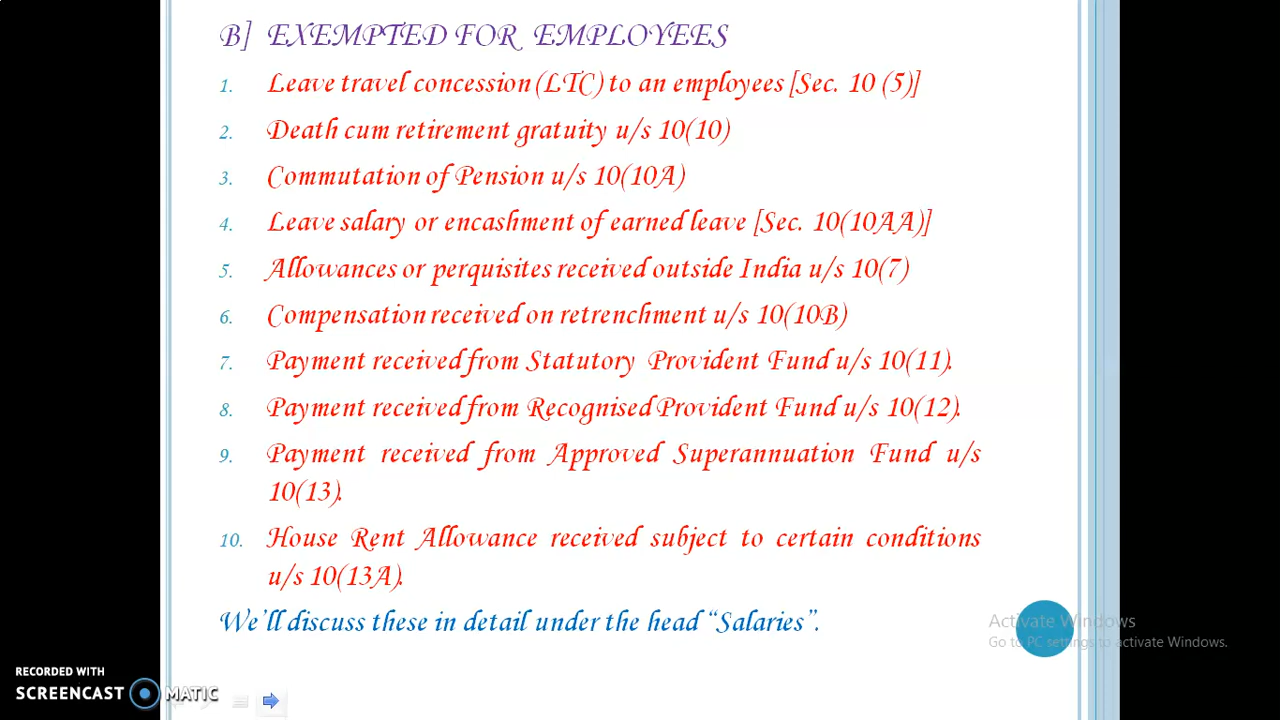 B] EXEMPTED FOR EMPLOYEES
1. Leave travel concession (LTC) to an employees [Sec. 10 (5)]
2. Death cum retirement gratuity u/s 10(10)
3. Commutation of Pension u/s 10(10A)
4. Leave salary or encashment of earned leave [Sec. 10(10AA)]
5. Allowances or perquisites received outside India u/s 10(7)
6. Compensation received on retrenchment u/s 10(10B)
7. Payment received from Statutory Provident Fund u/s 10(11).
8. Payment received from Recognised Provident Fund u/s 10(12).
9. Payment received from Approved Superannuation Fund u/s
10(13).
10. House Rent Allowance received subject to certain conditions
u/s 10(13A).
We'll discuss these in detail under the head “Salaries”.
Activate Windows
Go to PC settings to activate Windows.
RECORDED WITH
SCREENCAST MATIC